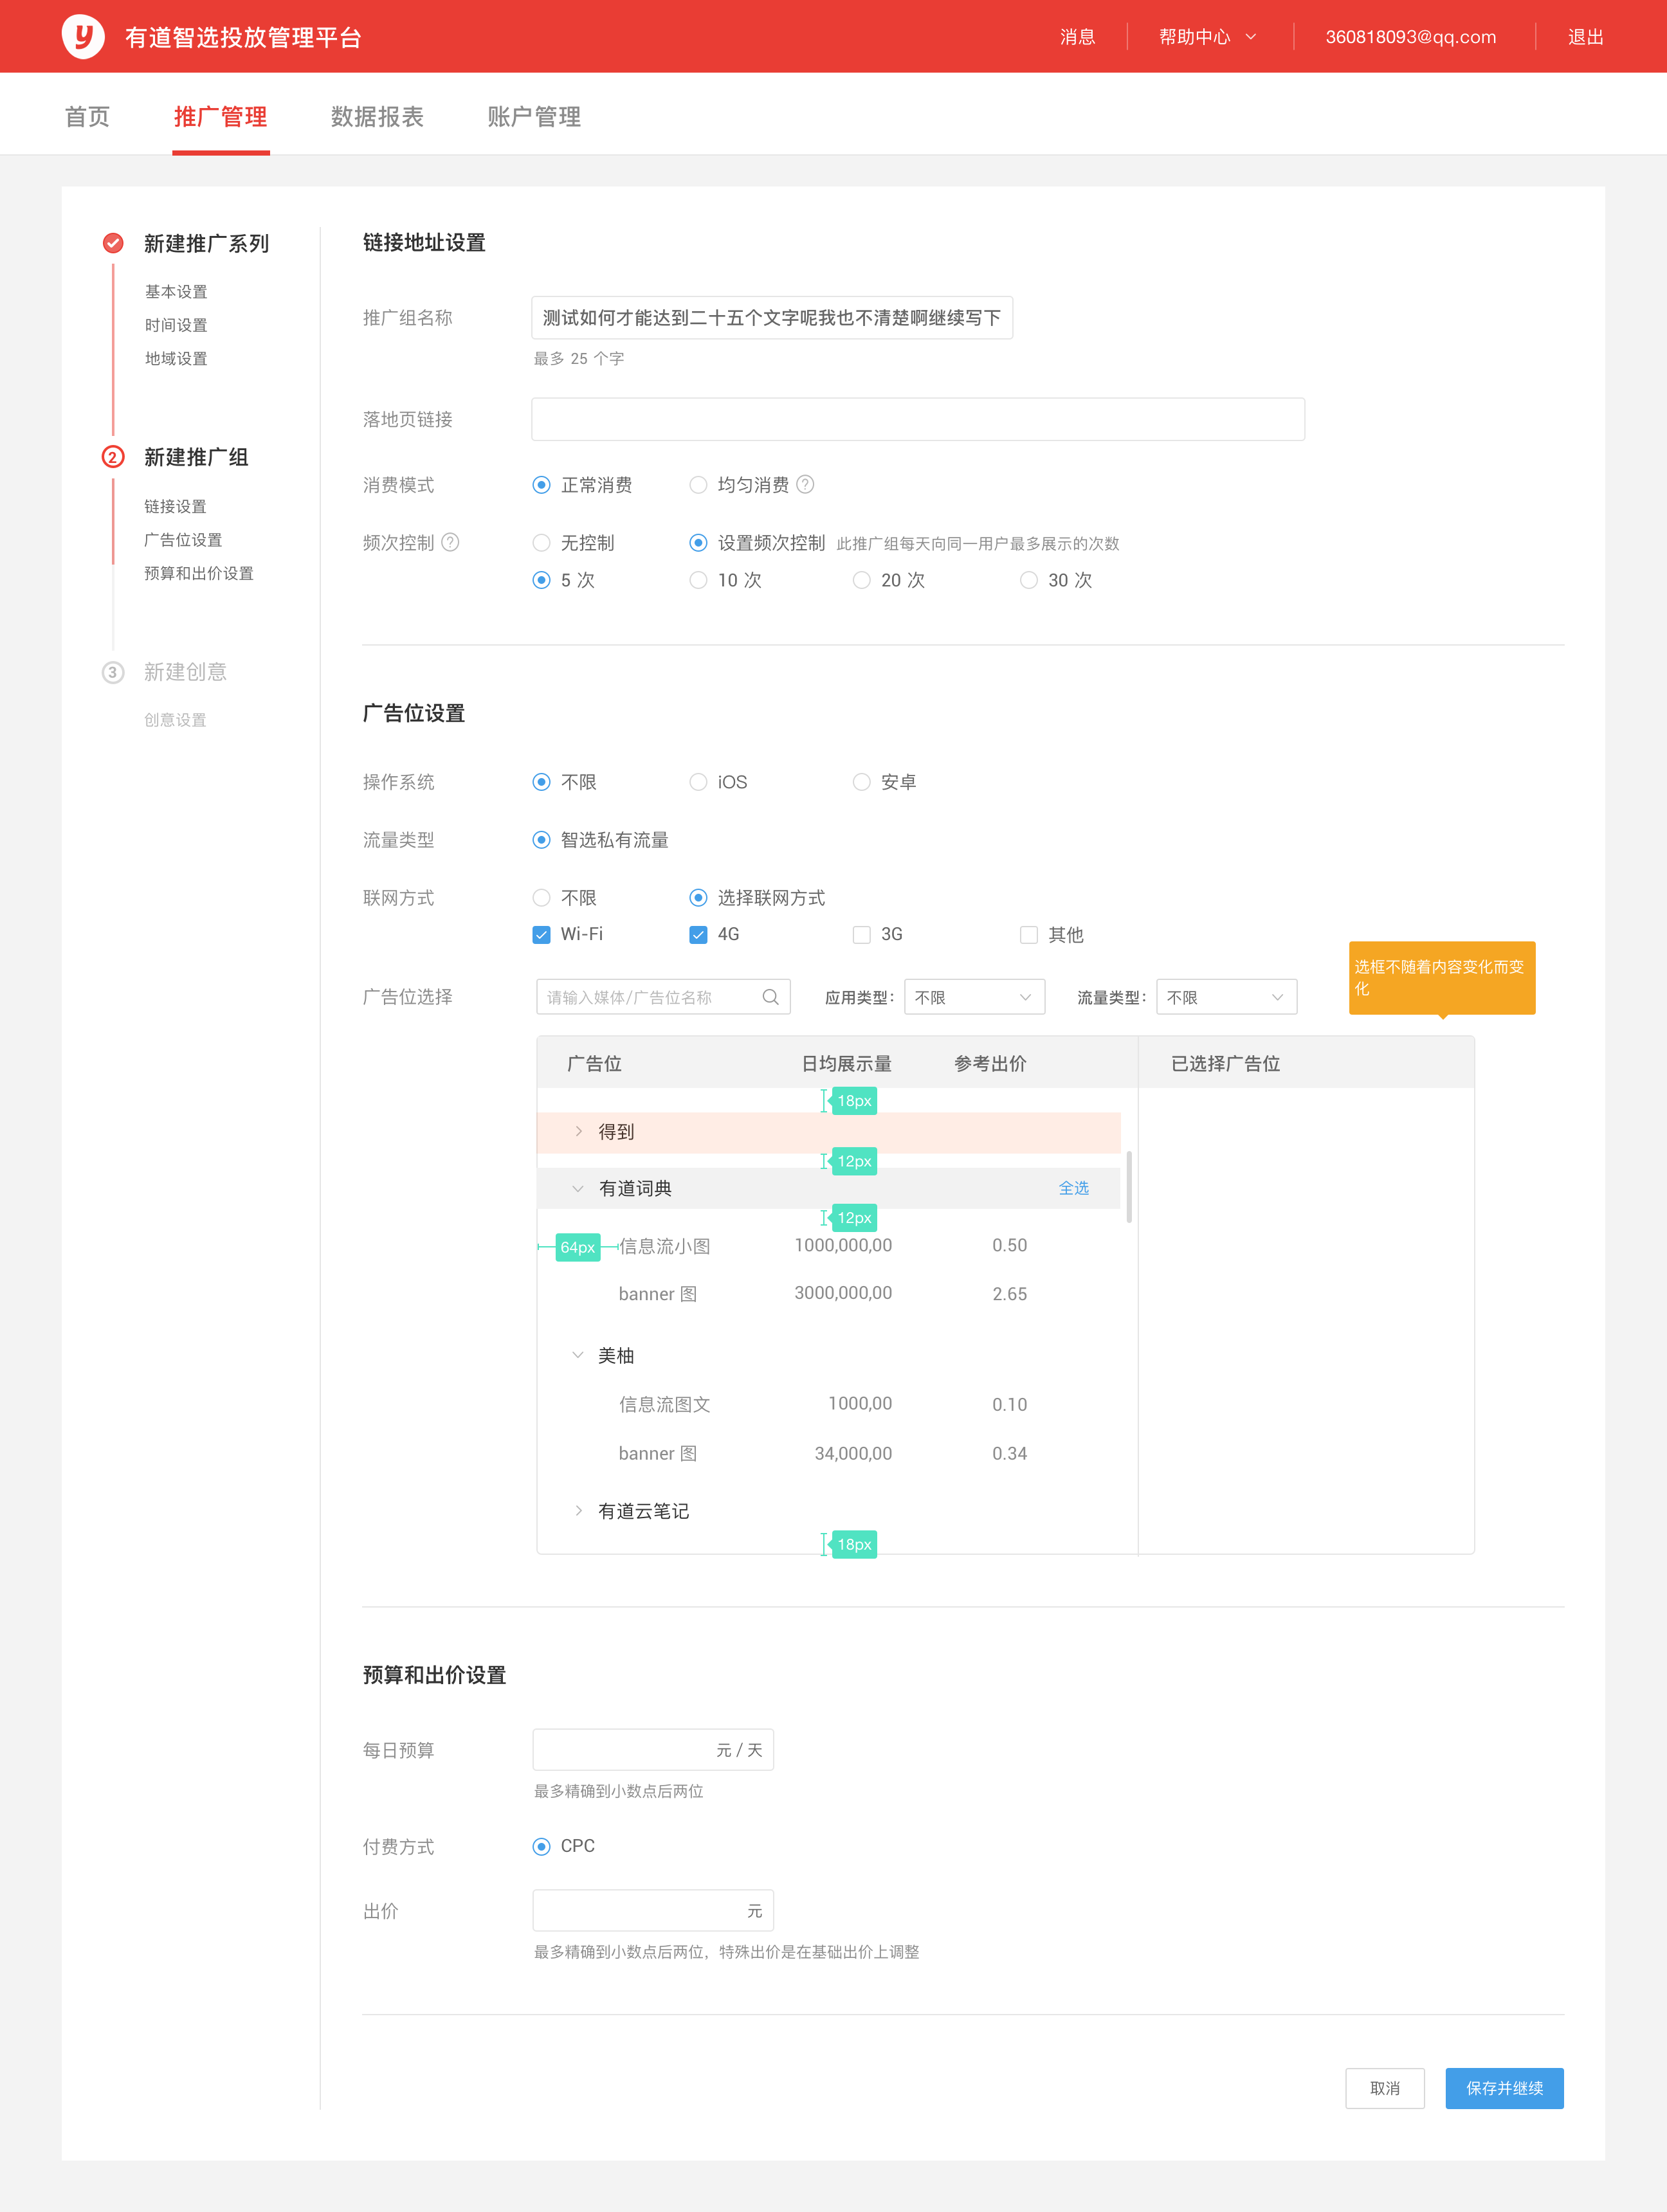 y 有道智选投放管理平台 消息 帮助中心 360818093@qq.com 退出
首页 推广管理 数据报表 账户管理
新建推广系列
基本设置
时间设置
地域设置
2 新建推广组
链接设置
广告位设置
预算和出价设置
3 新建创意
创意设置
链接地址设置
推广组名称 测试如何才能达到二十五个文字呢我也不清楚啊继续写下
最多 25 个字
落地页链接
消费模式 正常消费 均匀消费 ?
频次控制 ? 无控制 设置频次控制 此推广组每天向同一用户最多展示的次数
5 次 10 次 20 次 30 次
广告位设置
操作系统 不限 iOS 安卓
流量类型 智选私有流量
联网方式 不限 选择联网方式
Wi-Fi 4G 3G 其他
选框不随着内容变化而变
化
广告位选择 请输入媒体/广告位名称 应用类型： 不限 流量类型： 不限
广告位 日均展示量 参考出价 已选择广告位
18px
得到
12px
有道词典 全选
12px
64px 信息流小图 1000,000,00 0.50
banner 图 3000,000,00 2.65
美柚
信息流图文 1000,00 0.10
banner 图 34,000,00 0.34
有道云笔记
18px
预算和出价设置
每日预算 元 / 天
最多精确到小数点后两位
付费方式 CPC
出价 元
最多精确到小数点后两位，特殊出价是在基础出价上调整
取消 保存并继续